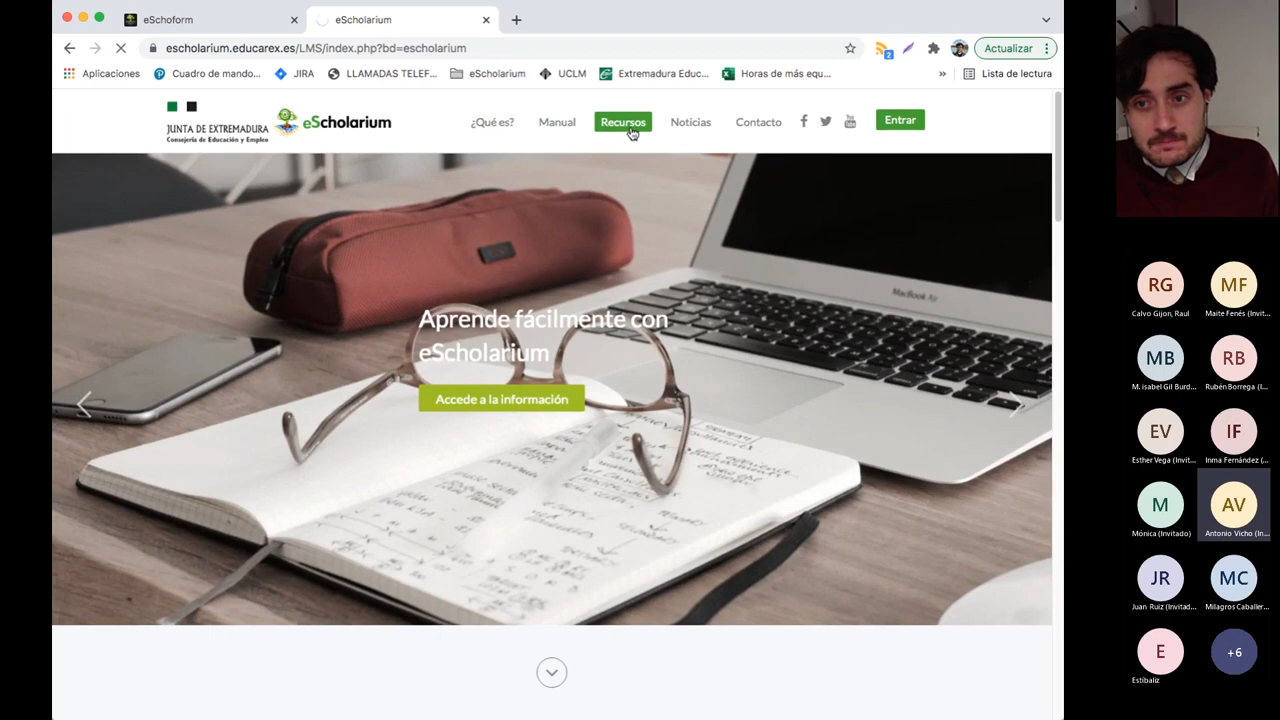 eSchoform
eScholarium
escholarium.educarex.es/LMS/index.php?bd=escholarium
2
Actualizar
Aplicaciones
Cuadro de mando...
JIRA
LLAMADAS TELEF...
eScholarium
UCLM
Extremadura Educ...
Horas de más equ...
»
Lista de lectura
JUNTA DE EXTREMADURA
Consejería de Educación y Empleo
eScholarium
¿Qué es?
Manual
Recursos
Noticias
Contacto
Entrar
MacBook Air
Aprende fácilmente con
eScholarium
Accede a la información
RG
MF
Calvo Gijon, Raul
Maite Fenés (Invit...
MB
RB
M. isabel Gil Burd...
Rubén Borrega (I...
EV
IF
Esther Vega (Invit...
Inma Fernández (...
M
AV
Mónica (Invitado)
Antonio Vicho (In...
JR
MC
Juan Ruiz (Invitad...
Milagros Caballer...
E
+6
Estíbaliz